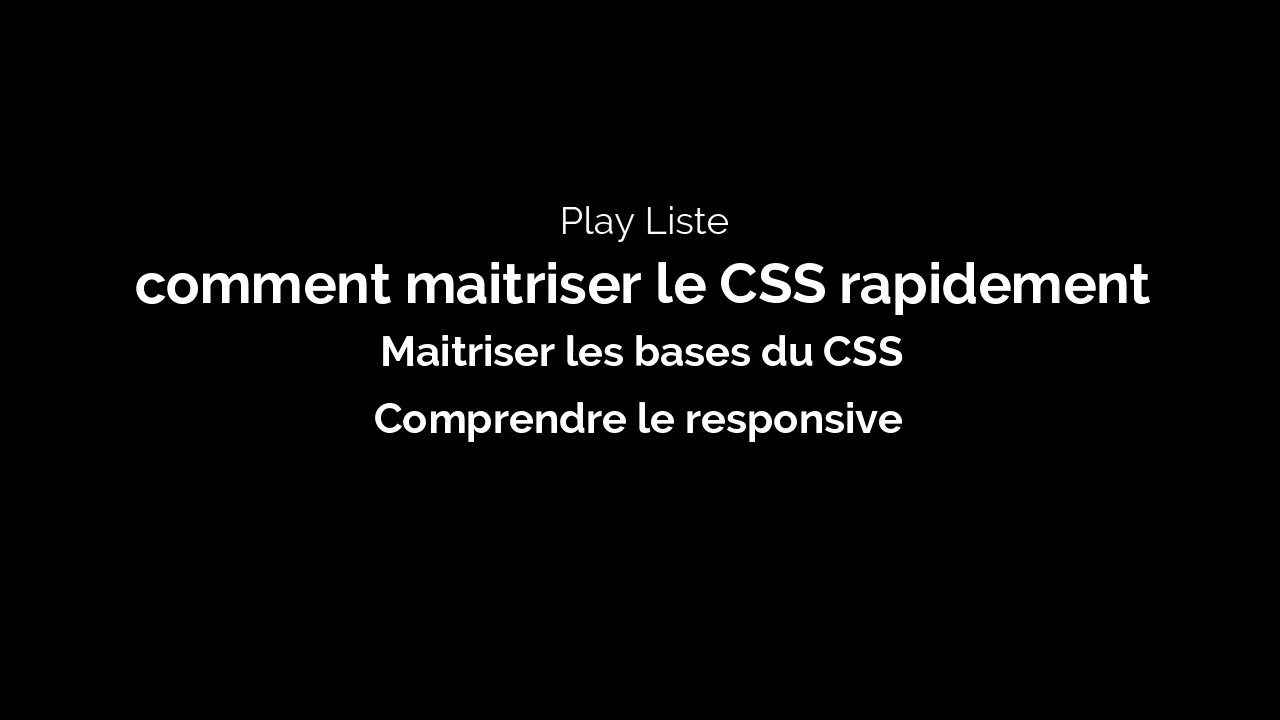 Play Liste
comment maitriser le CSS rapidement
Maitriser les bases du CSS
Comprendre le responsive